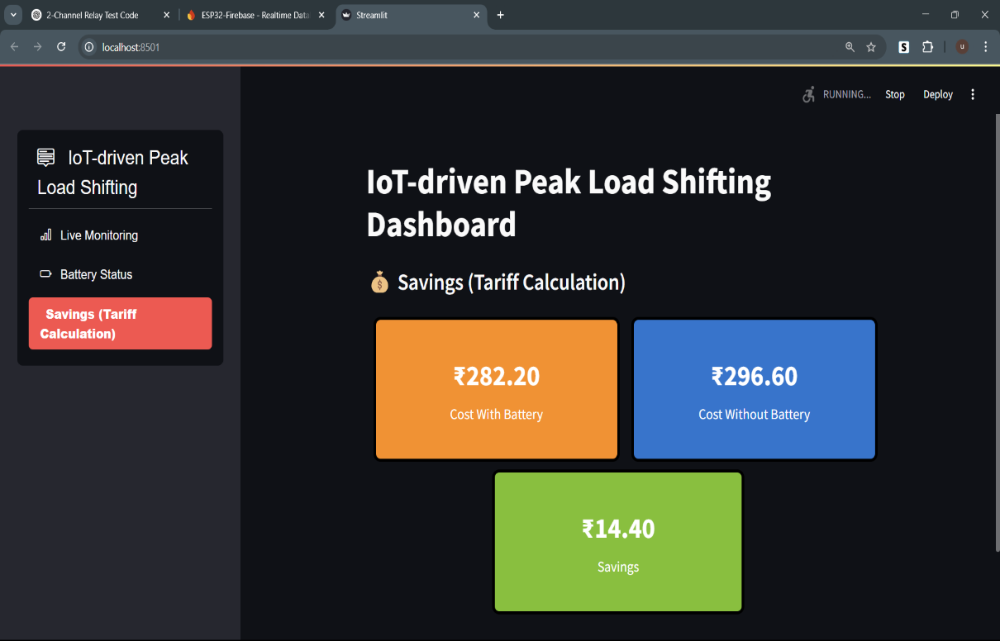 2-Channel Relay Test Code
ESP32-Firebase - Realtime Data
Streamlit
localhost:8501
S
u
RUNNING...
Stop
Deploy
IoT-driven Peak
Load Shifting
Live Monitoring
Battery Status
Savings (Tariff
Calculation)
IoT-driven Peak Load Shifting
Dashboard
Savings (Tariff Calculation)
₹282.20
Cost With Battery
₹296.60
Cost Without Battery
₹14.40
Savings